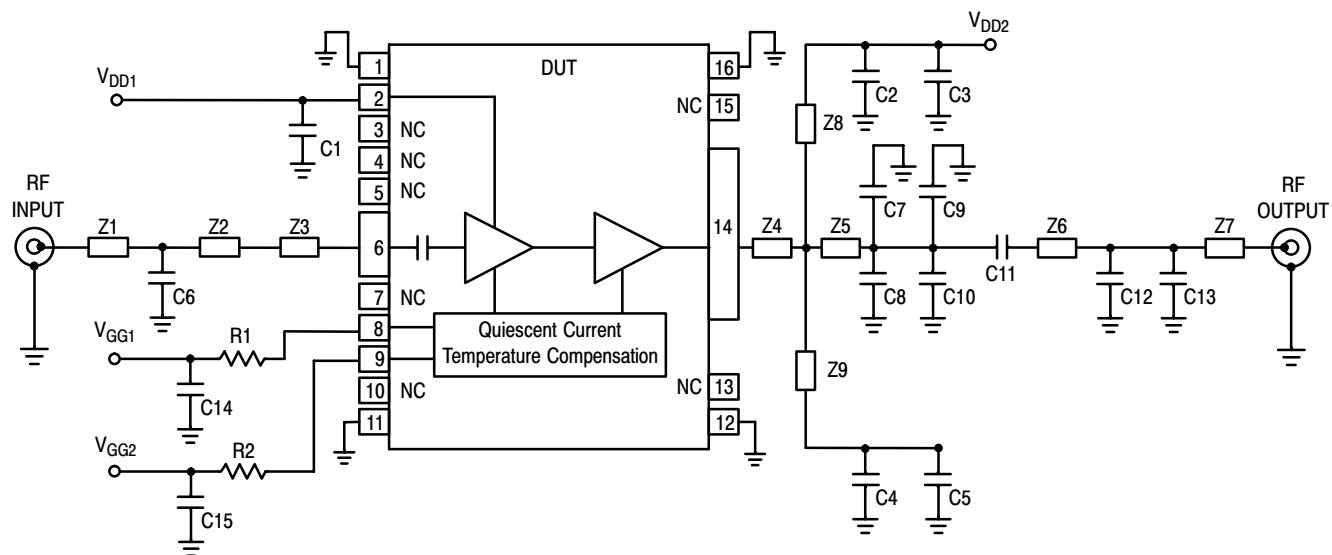 V_DD1
C1
RF
INPUT
Z1
Z2
Z3
C6
V_GG1
R1
C14
V_GG2
R2
C15
DUT
1
2
3 NC
4 NC
5 NC
6
7 NC
8
9
10 NC
11
Quiescent Current
Temperature Compensation
16
NC 15
14
NC 13
12
V_DD2
C2
C3
Z8
C7
C9
Z4
Z5
C8
C10
C11
Z6
C12
C13
Z7
RF
OUTPUT
Z9
C4
C5